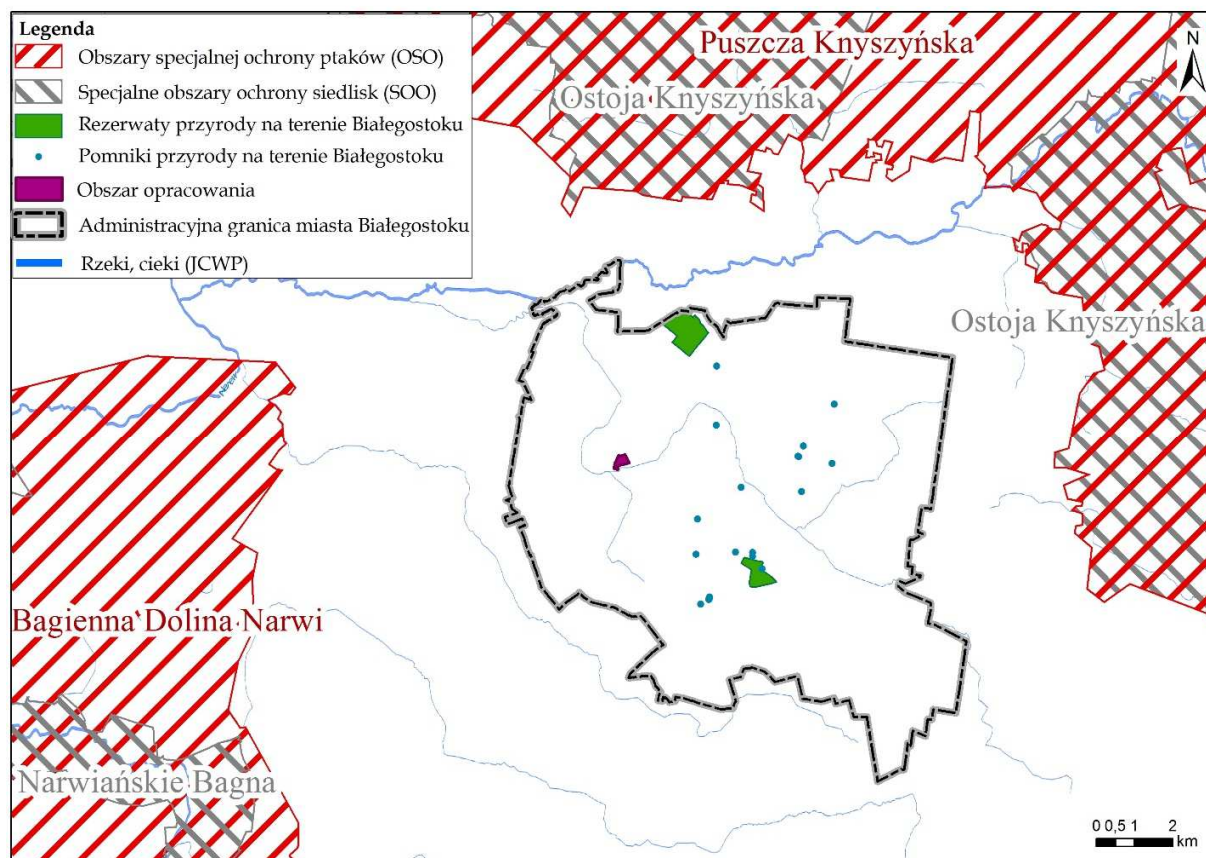 Legenda
Obszary specjalnej ochrony ptaków (OSO)
Specjalne obszary ochrony siedlisk (SOO)
Rezerwaty przyrody na terenie Białegostoku
Pomniki przyrody na terenie Białegostoku
Obszar opracowania
Administracyjna granica miasta Białegostoku
Rzeki, cieki (JCWP)
Puszcza Knyszyńska
N
Ostoja Knyszyńska
Ostoja Knyszyńska
Narew
Bagienna Dolina Narwi
Narwiańskie Bagna
0 0,5 1 2
km